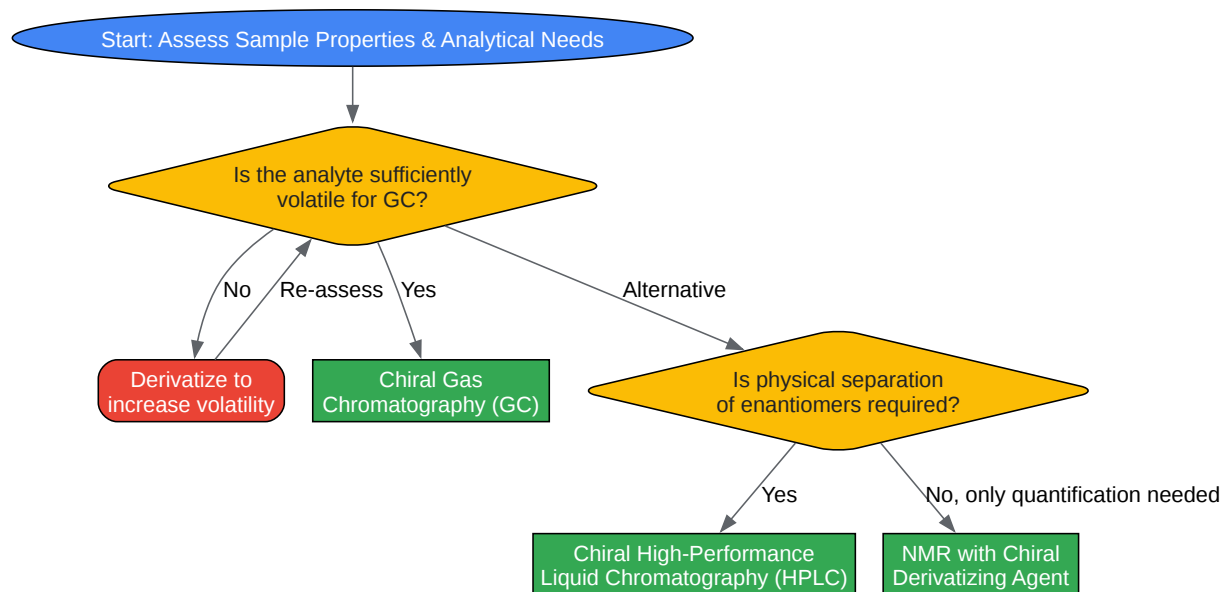 Start: Assess Sample Properties & Analytical Needs
Is the analyte sufficiently
volatile for GC?
No
Re-assess
Yes
Alternative
Derivatize to
increase volatility
Chiral Gas
Chromatography (GC)
Is physical separation
of enantiomers required?
Yes
No, only quantification needed
Chiral High-Performance
Liquid Chromatography (HPLC)
NMR with Chiral
Derivatizing Agent